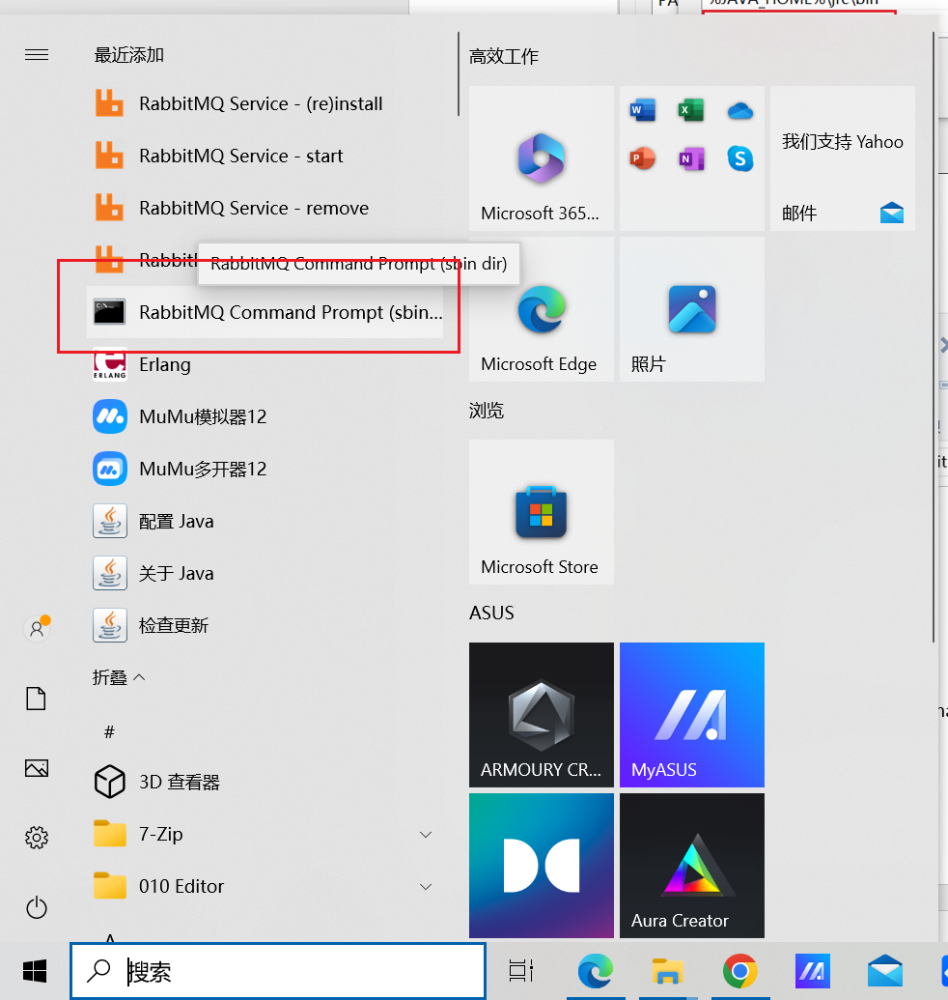 %JAVA_HOME%\jre\bin
PA
最近添加
RabbitMQ Service - (re)install
RabbitMQ Service - start
RabbitMQ Service - remove
RabbitMQ Command Prompt (sbin dir)
RabbitMQ Command Prompt (sbin...
ERLANG
Erlang
MuMu模拟器12
MuMu多开器12
配置 Java
关于 Java
检查更新
折叠
#
3D 查看器
7-Zip
010 Editor
A
高效工作
Microsoft 365...
我们支持 Yahoo
邮件
Microsoft Edge
照片
浏览
Microsoft Store
ASUS
ARMOURY CR...
MyASUS
Aura Creator
搜索